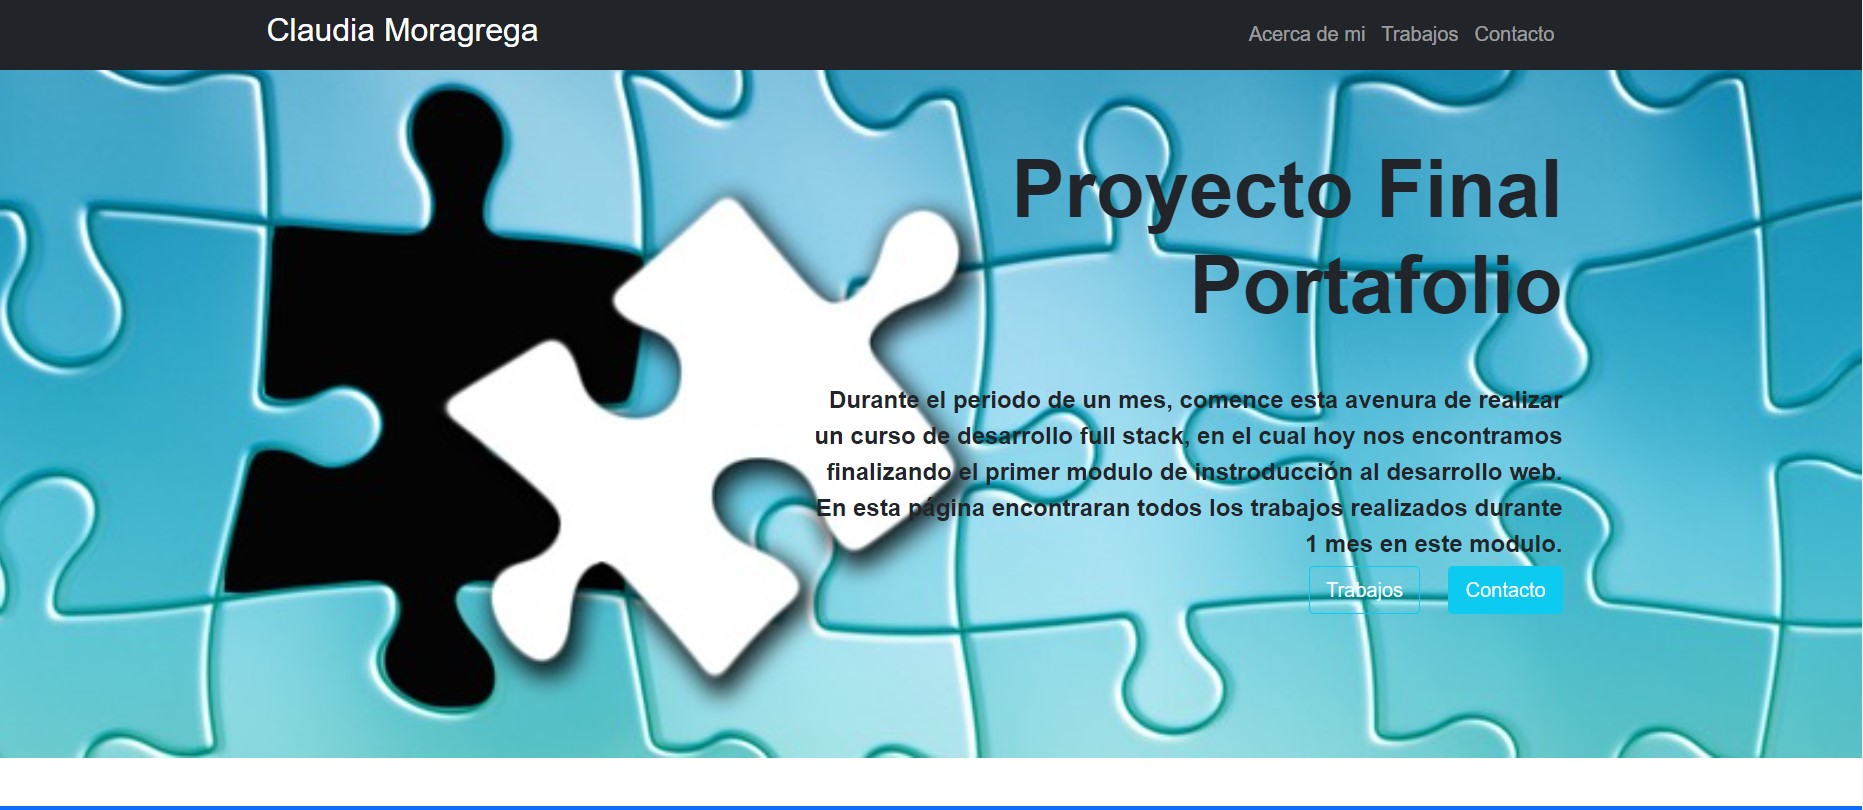 Claudia Moragrega
Acerca de mi Trabajos Contacto
Proyecto Final
Portafolio
Durante el periodo de un mes, comence esta avenura de realizar
un curso de desarrollo full stack, en el cual hoy nos encontramos
finalizando el primer modulo de instroducción al desarrollo web.
En esta página encontraran todos los trabajos realizados durante
1 mes en este modulo.
Trabajos Contacto